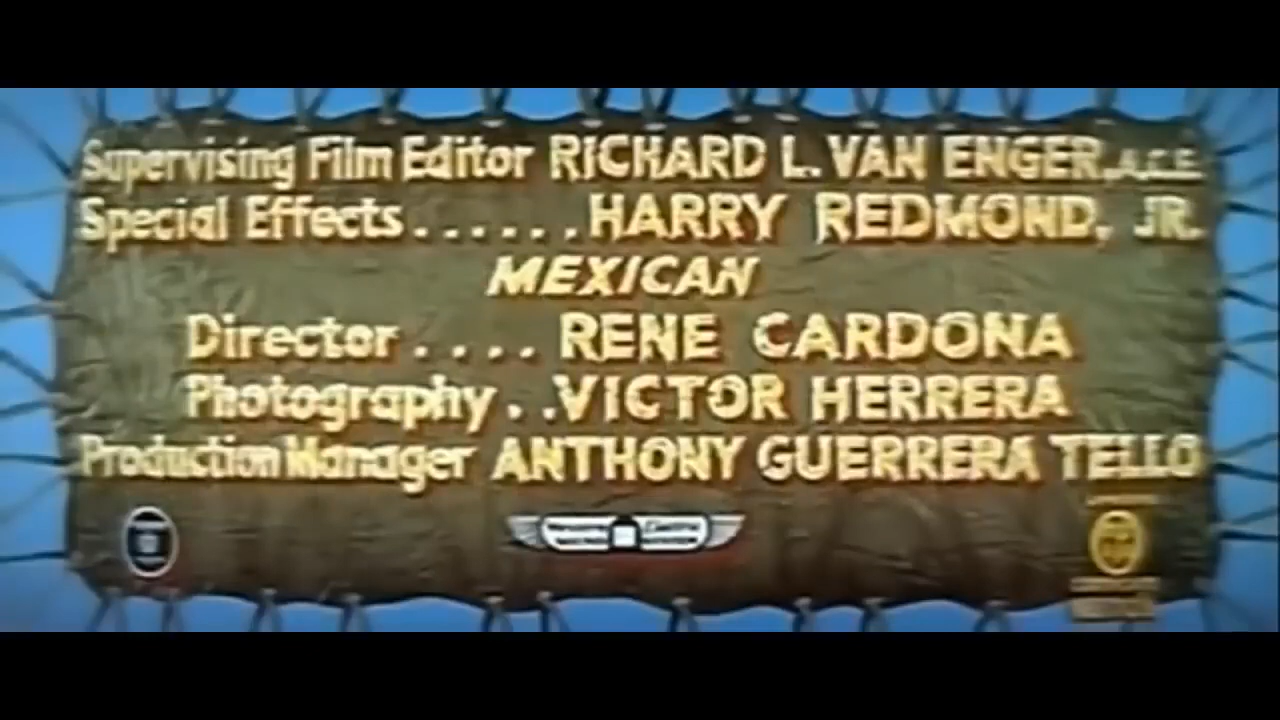 Supervising Film Editor RICHARD L. VAN ENGER, A.C.E.
Special Effects ...... HARRY REDMOND, JR.
MEXICAN
Director .... RENE CARDONA
Photography .. VICTOR HERRERA
Production Manager ANTHONY GUERRERA TELLO